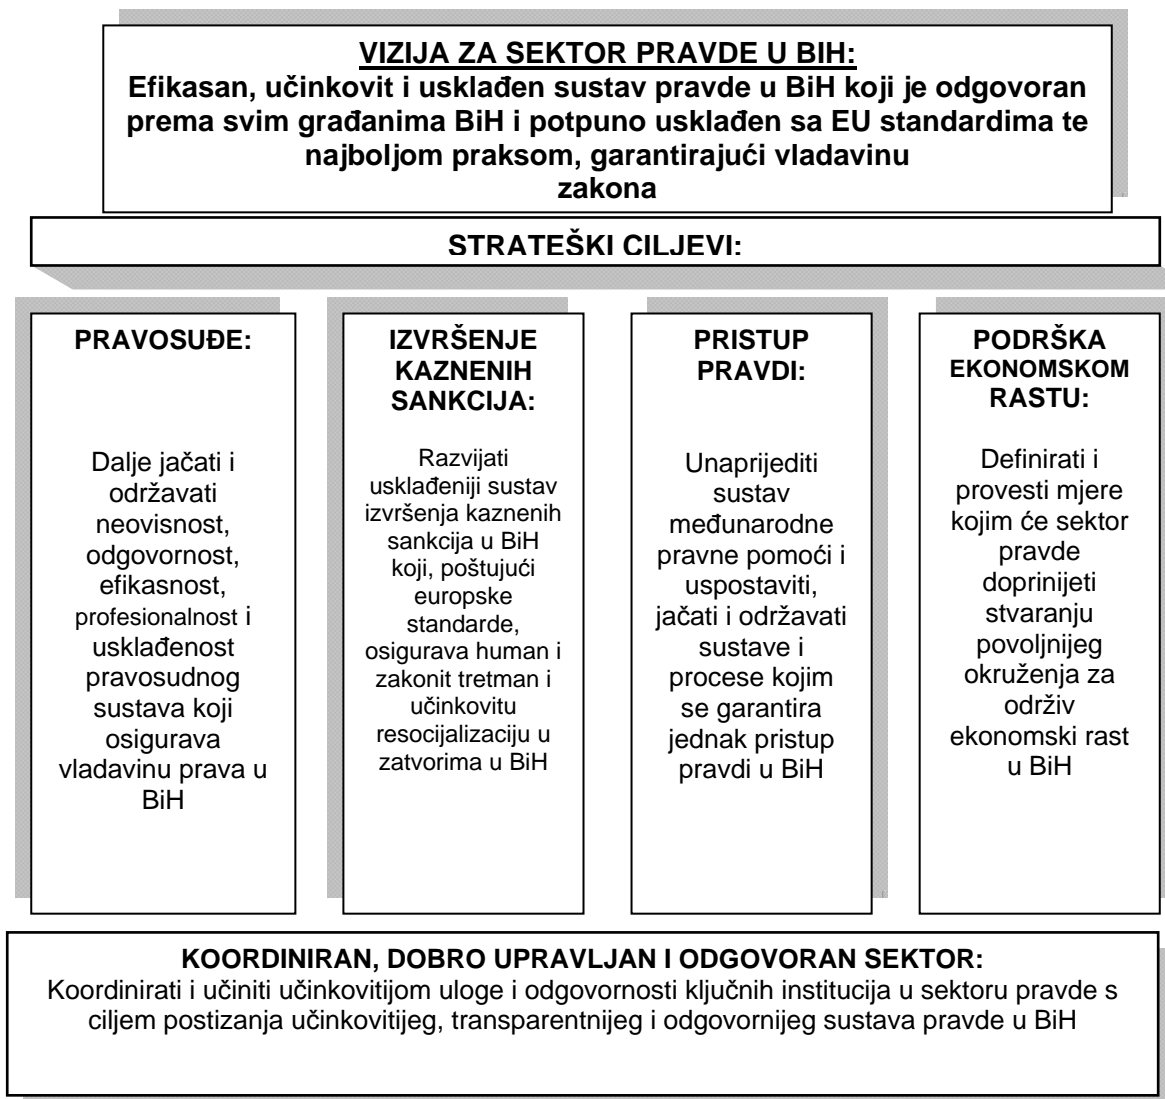 VIZIJA ZA SEKTOR PRAVDE U BIH:
Efikasan, učinkovit i usklađen sustav pravde u BiH koji je odgovoran
prema svim građanima BiH i potpuno usklađen sa EU standardima te
najboljom praksom, garantirajući vladavinu
zakona
STRATEŠKI CILJEVI:
PRAVOSUĐE:
Dalje jačati i
održavati
neovisnost,
odgovornost,
efikasnost,
profesionalnost i
usklađenost
pravosudnog
sustava koji
osigurava
vladavinu prava u
BiH
IZVRŠENJE
KAZNENIH
SANKCIJA:
Razvijati
usklađeniji sustav
izvršenja kaznenih
sankcija u BiH
koji, poštujući
europske
standarde,
osigurava human i
zakonit tretman i
učinkovitu
resocijalizaciju u
zatvorima u BiH
PRISTUP
PRAVDI:
Unaprijediti
sustav
međunarodne
pravne pomoći i
uspostaviti,
jačati i održavati
sustave i
procese kojim
se garantira
jednak pristup
pravdi u BiH
PODRŠKA
EKONOMSKOM
RASTU:
Definirati i
provesti mjere
kojim će sektor
pravde
doprinijeti
stvaranju
povoljnijeg
okruženja za
održiv
ekonomski rast
u BiH
KOORDINIRAN, DOBRO UPRAVLJAN I ODGOVORAN SEKTOR:
Koordinirati i učiniti učinkovitijom uloge i odgovornosti ključnih institucija u sektoru pravde s
ciljem postizanja učinkovitijeg, transparentnijeg i odgovornijeg sustava pravde u BiH